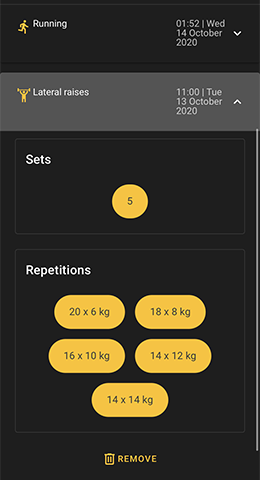 Running
01:52 | Wed
14 October
2020
Lateral raises
11:00 | Tue
13 October
2020
Sets
5
Repetitions
20 x 6 kg
18 x 8 kg
16 x 10 kg
14 x 12 kg
14 x 14 kg
REMOVE